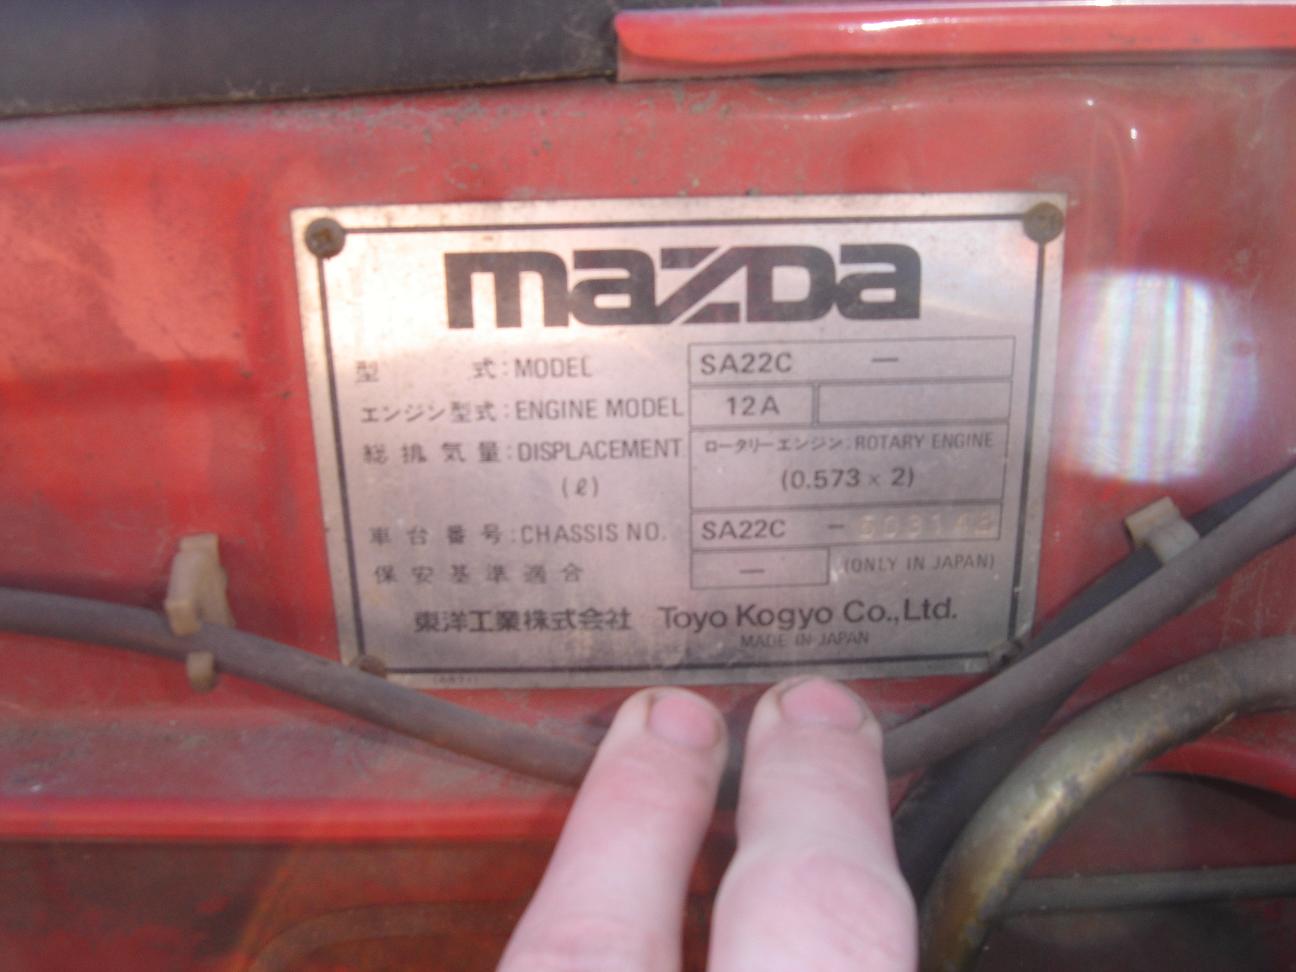 mazda
型 式:MODEL SA22C —
エンジン型式:ENGINE MODEL 12A
総排気量:DISPLACEMENT ロータリーエンジン:ROTARY ENGINE
(ℓ) (0.573 x 2)
車台番号:CHASSIS NO. SA22C -
保安基準適合 — (ONLY IN JAPAN)
東洋工業株式会社 Toyo Kogyo Co.,Ltd.
MADE IN JAPAN